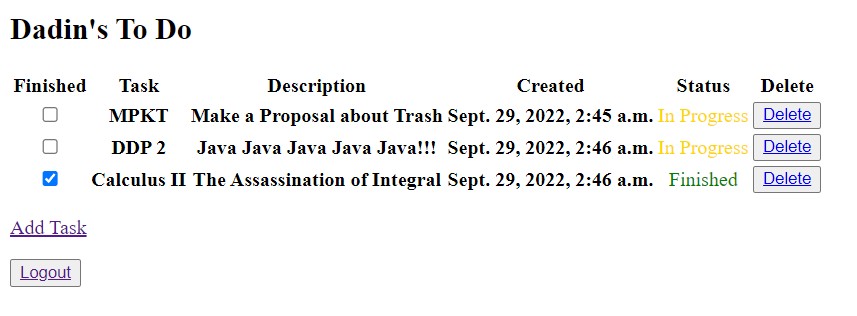 Dadin's To Do
Finished Task Description Created Status Delete
MPKT Make a Proposal about Trash Sept. 29, 2022, 2:45 a.m. In Progress Delete
DDP 2 Java Java Java Java Java!!! Sept. 29, 2022, 2:46 a.m. In Progress Delete
Calculus II The Assassination of Integral Sept. 29, 2022, 2:46 a.m. Finished Delete
Add Task
Logout